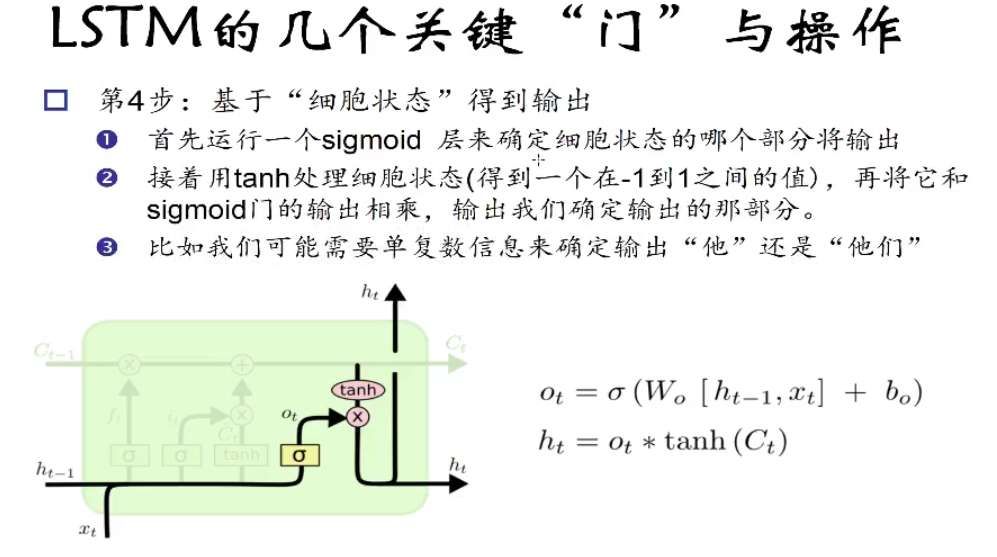 LSTM的几个关键“门”与操作
第4步：基于“细胞状态”得到输出
❶ 首先运行一个sigmoid 层来确定细胞状态的哪个部分将输出
❷ 接着用tanh处理细胞状态(得到一个在-1到1之间的值)，再将它和
sigmoid门的输出相乘，输出我们确定输出的那部分。
❸ 比如我们可能需要单复数信息来确定输出“他”还是“他们”
h_t
C_{t-1}
C_t
tanh
f_t i_t C̃_t o_t
σ σ tanh σ
h_{t-1}
h_t
x_t
o_t = σ (W_o [h_{t-1}, x_t] + b_o)
h_t = o_t * tanh (C_t)